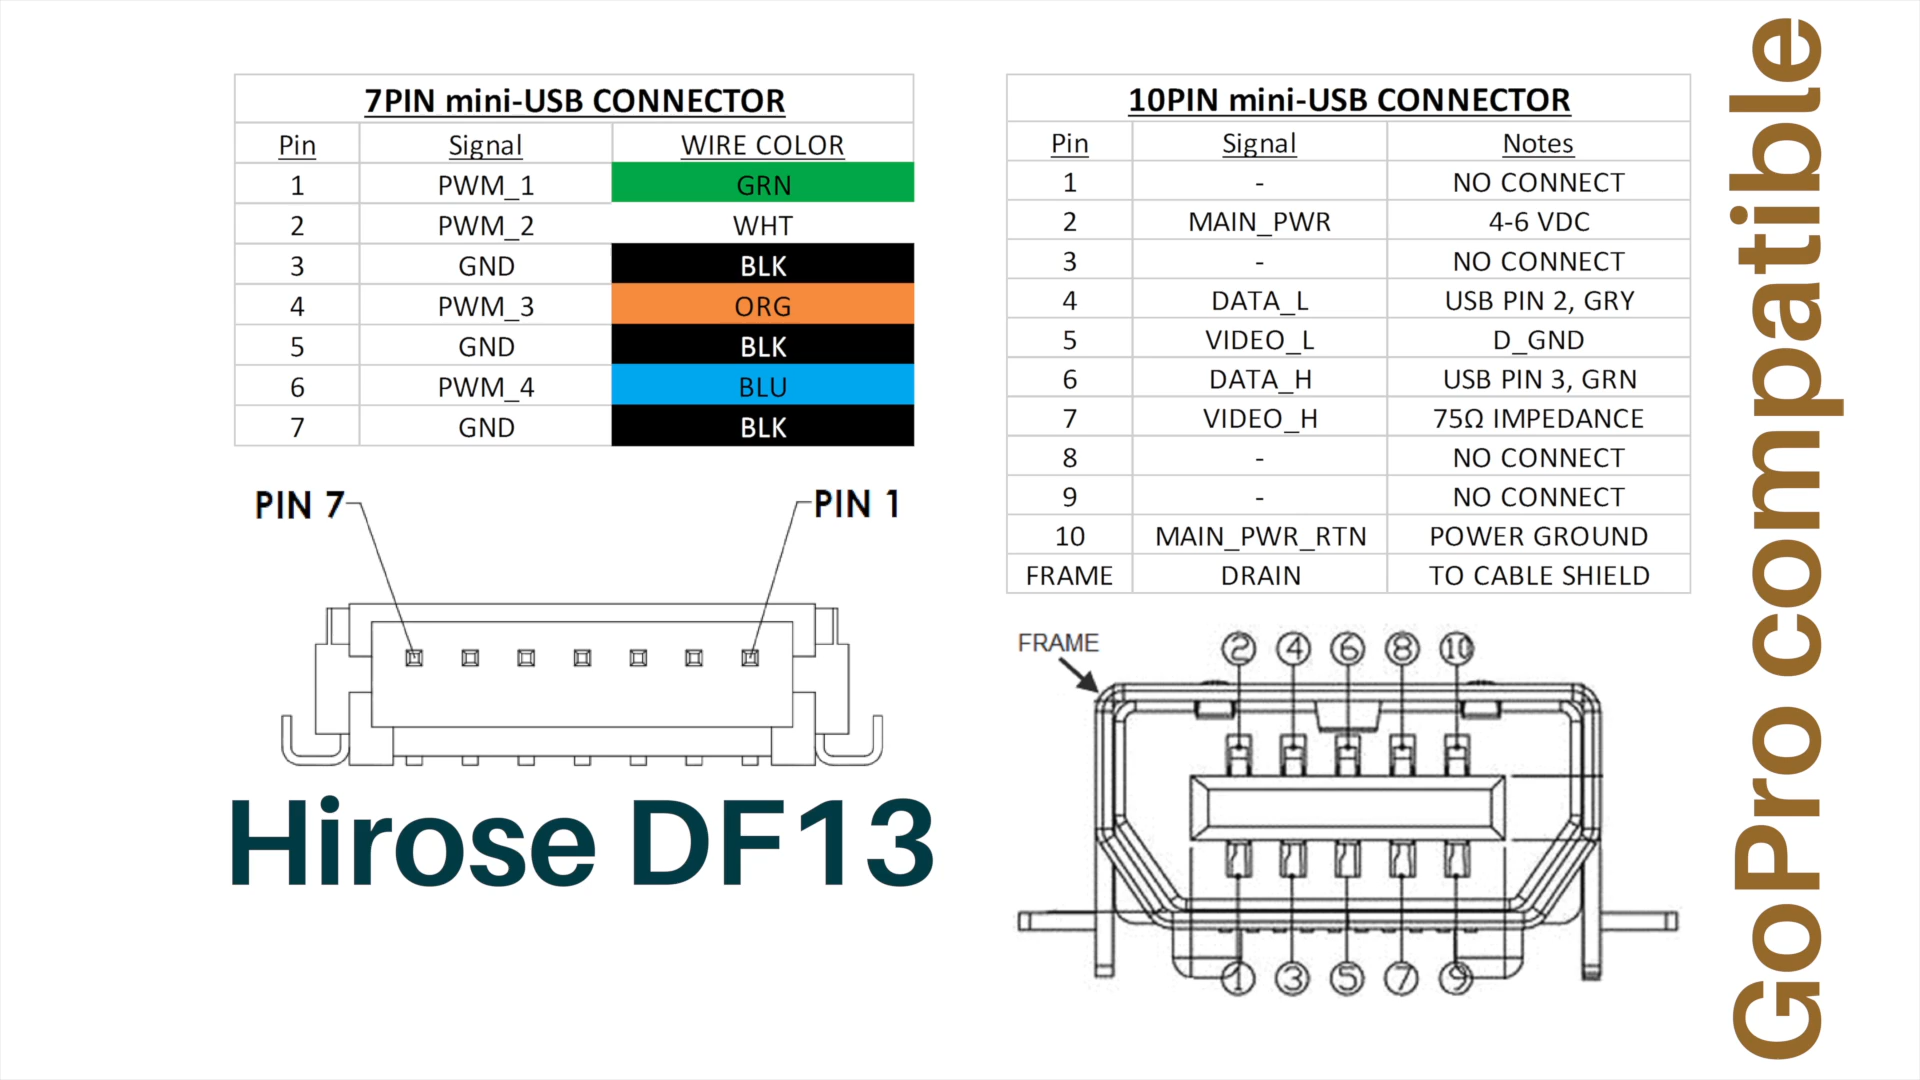 7PIN mini-USB CONNECTOR
Pin Signal WIRE COLOR
1 PWM_1 GRN
2 PWM_2 WHT
3 GND BLK
4 PWM_3 ORG
5 GND BLK
6 PWM_4 BLU
7 GND BLK
PIN 7 PIN 1
Hirose DF13
10PIN mini-USB CONNECTOR
Pin Signal Notes
1 - NO CONNECT
2 MAIN_PWR 4-6 VDC
3 - NO CONNECT
4 DATA_L USB PIN 2, GRY
5 VIDEO_L D_GND
6 DATA_H USB PIN 3, GRN
7 VIDEO_H 75Ω IMPEDANCE
8 - NO CONNECT
9 - NO CONNECT
10 MAIN_PWR_RTN POWER GROUND
FRAME DRAIN TO CABLE SHIELD
FRAME
2 4 6 8 10
1 3 5 7 9
GoPro compatible